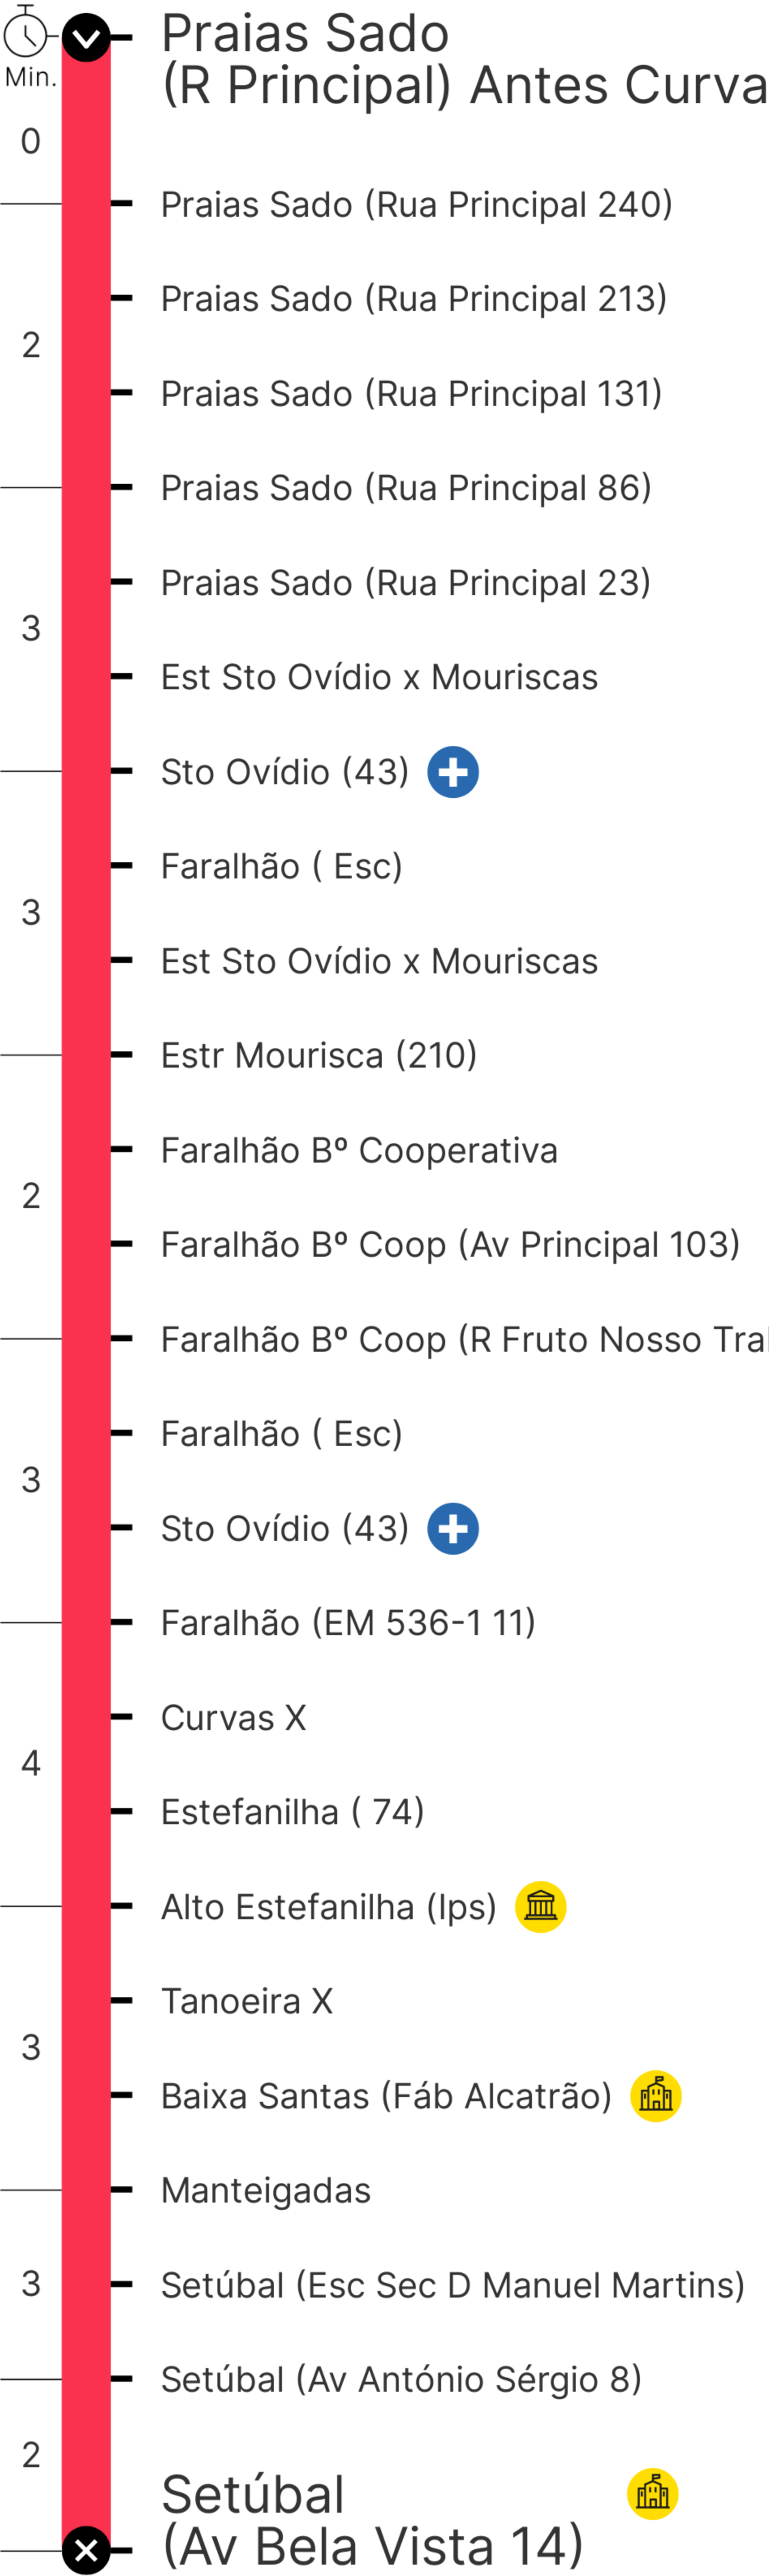 Praias Sado
(R Principal) Antes Curva
Min.
0
Praias Sado (Rua Principal 240)
Praias Sado (Rua Principal 213)
2
Praias Sado (Rua Principal 131)
Praias Sado (Rua Principal 86)
Praias Sado (Rua Principal 23)
3
Est Sto Ovídio x Mouriscas
Sto Ovídio (43)
Faralhão ( Esc)
3
Est Sto Ovídio x Mouriscas
Estr Mourisca (210)
Faralhão Bº Cooperativa
2
Faralhão Bº Coop (Av Principal 103)
Faralhão Bº Coop (R Fruto Nosso
Faralhão ( Esc)
3
Sto Ovídio (43)
Faralhão (EM 536-1 11)
Curvas X
4
Estefanilha ( 74)
Alto Estefanilha (Ips)
Tanoeira X
3
Baixa Santas (Fáb Alcatrão)
Manteigadas
3
Setúbal (Esc Sec D Manuel Martins)
Setúbal (Av António Sérgio 8)
2
Setúbal
(Av Bela Vista 14)